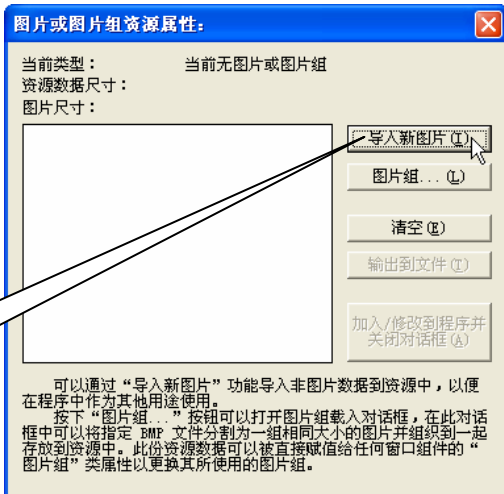 图片或图片组资源属性:
当前类型: 当前无图片或图片组
资源数据尺寸:
图片尺寸:
导入新图片(I)
图片组...(L)
清空(E)
输出到文件(T)
加入/修改到程序并
关闭对话框(A)
可以通过“导入新图片”功能导入非图片数据到资源中，以便
在程序中作为其他用途使用。
按下“图片组...”按钮可以打开图片组载入对话框，在此对话
框中可以将指定 BMP 文件分割为一组相同大小的图片并组织到一起
存放到资源中。此份资源数据可以被直接赋值给任何窗口组件的“
图片组”类属性以更换其所使用的图片组。